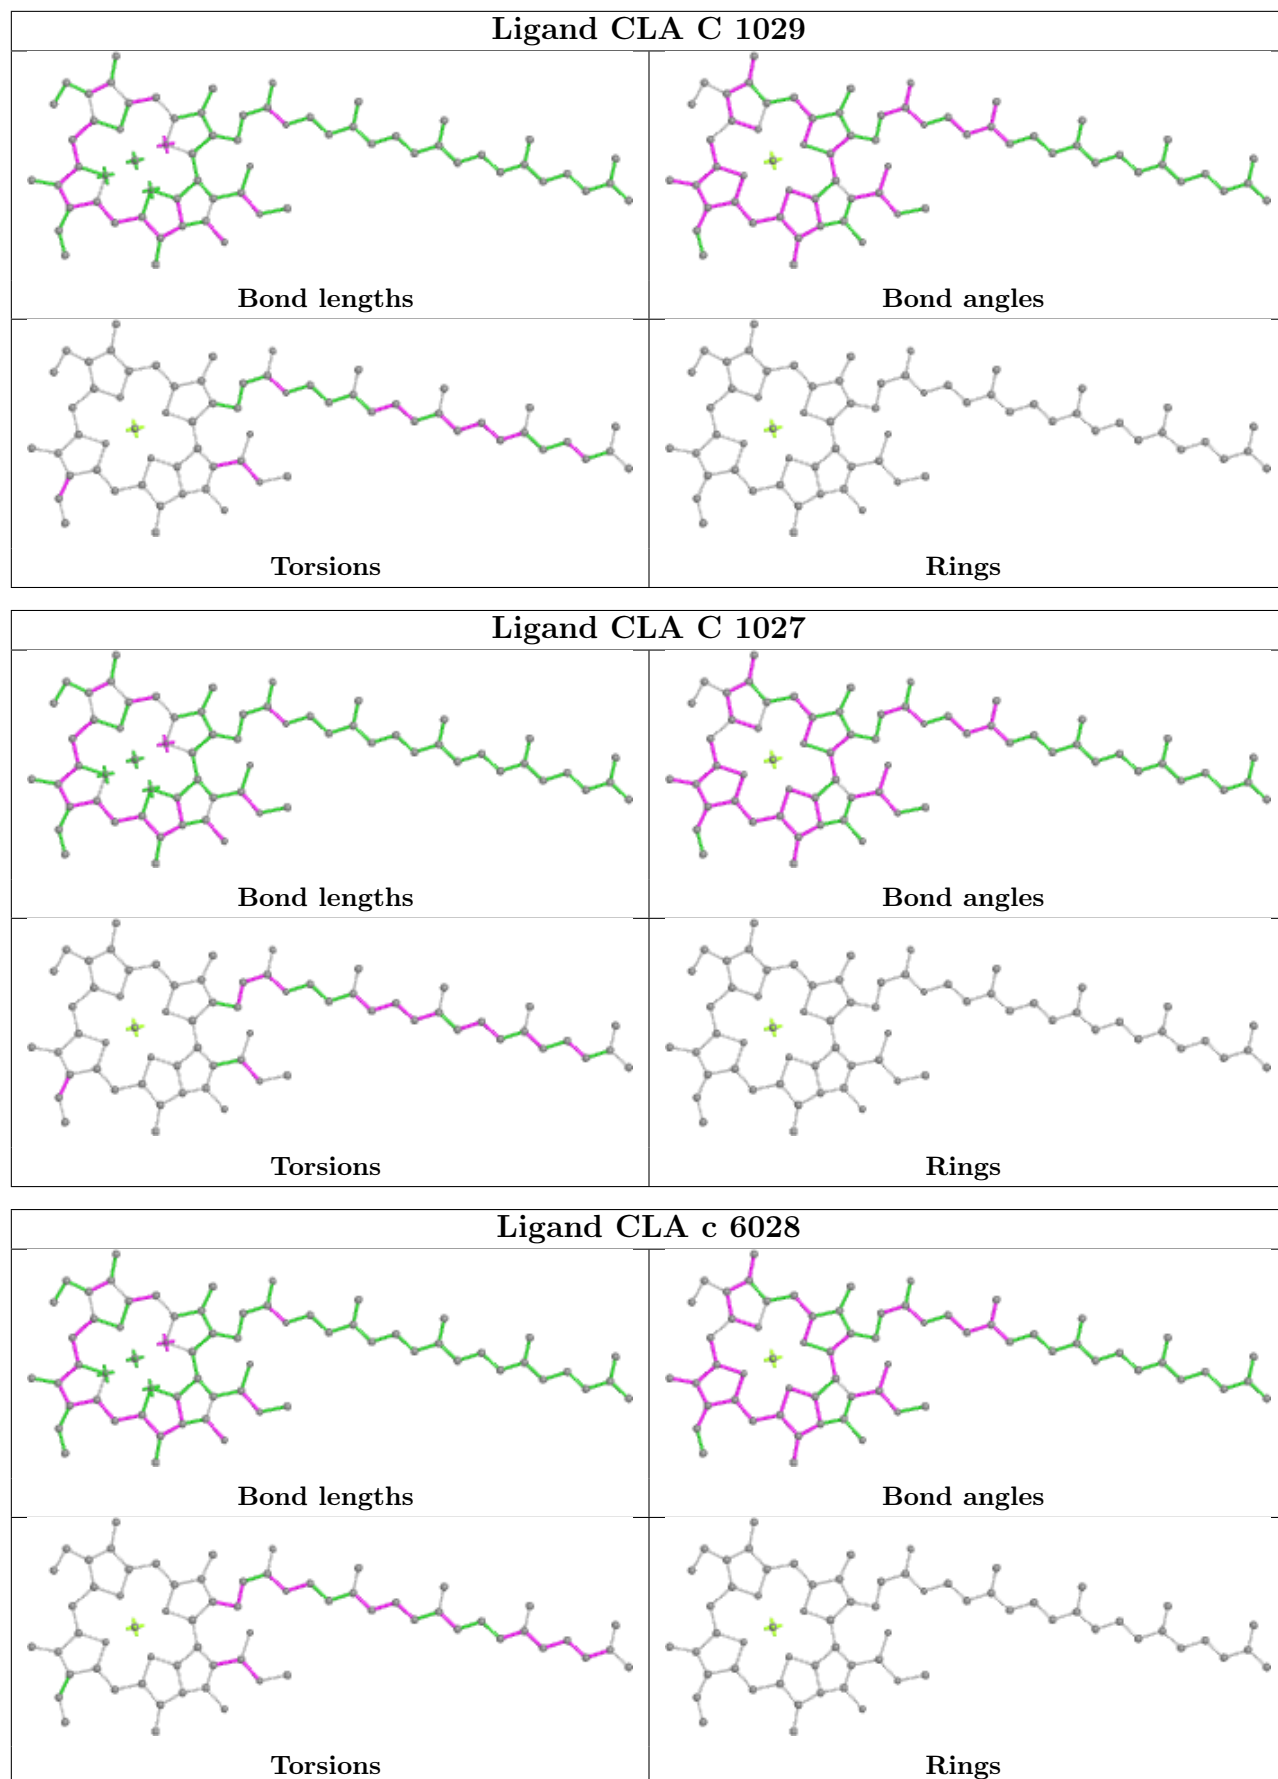 Ligand CLA C 1029
Bond lengths
Bond angles
Torsions
Rings
Ligand CLA C 1027
Bond lengths
Bond angles
Torsions
Rings
Ligand CLA c 6028
Bond lengths
Bond angles
Torsions
Rings